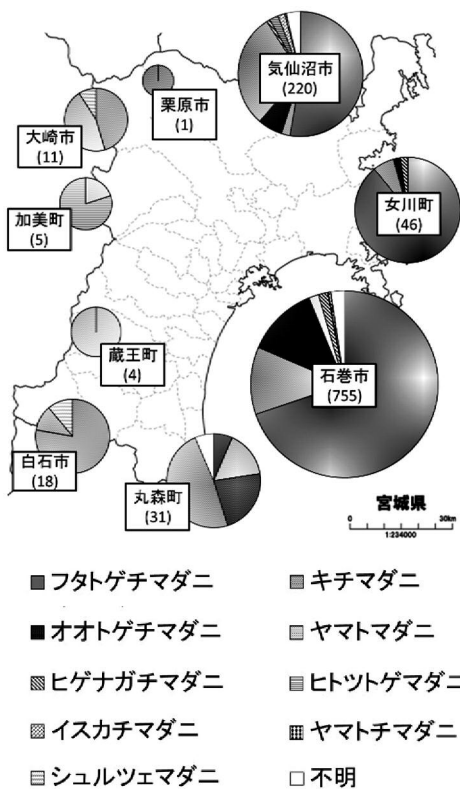 気仙沼市
(220)
栗原市
(1)
大崎市
(11)
加美町
(5)
女川町
(46)
蔵王町
(4)
石巻市
(755)
白石市
(18)
丸森町
(31)
宮城県
0 30km
1:234000
フタトゲチマダニ キチマダニ
オオトゲチマダニ ヤマトマダニ
ヒゲナガチマダニ ヒトツトゲマダニ
イスカチマダニ ヤマトチマダニ
シュルツェマダニ 不明